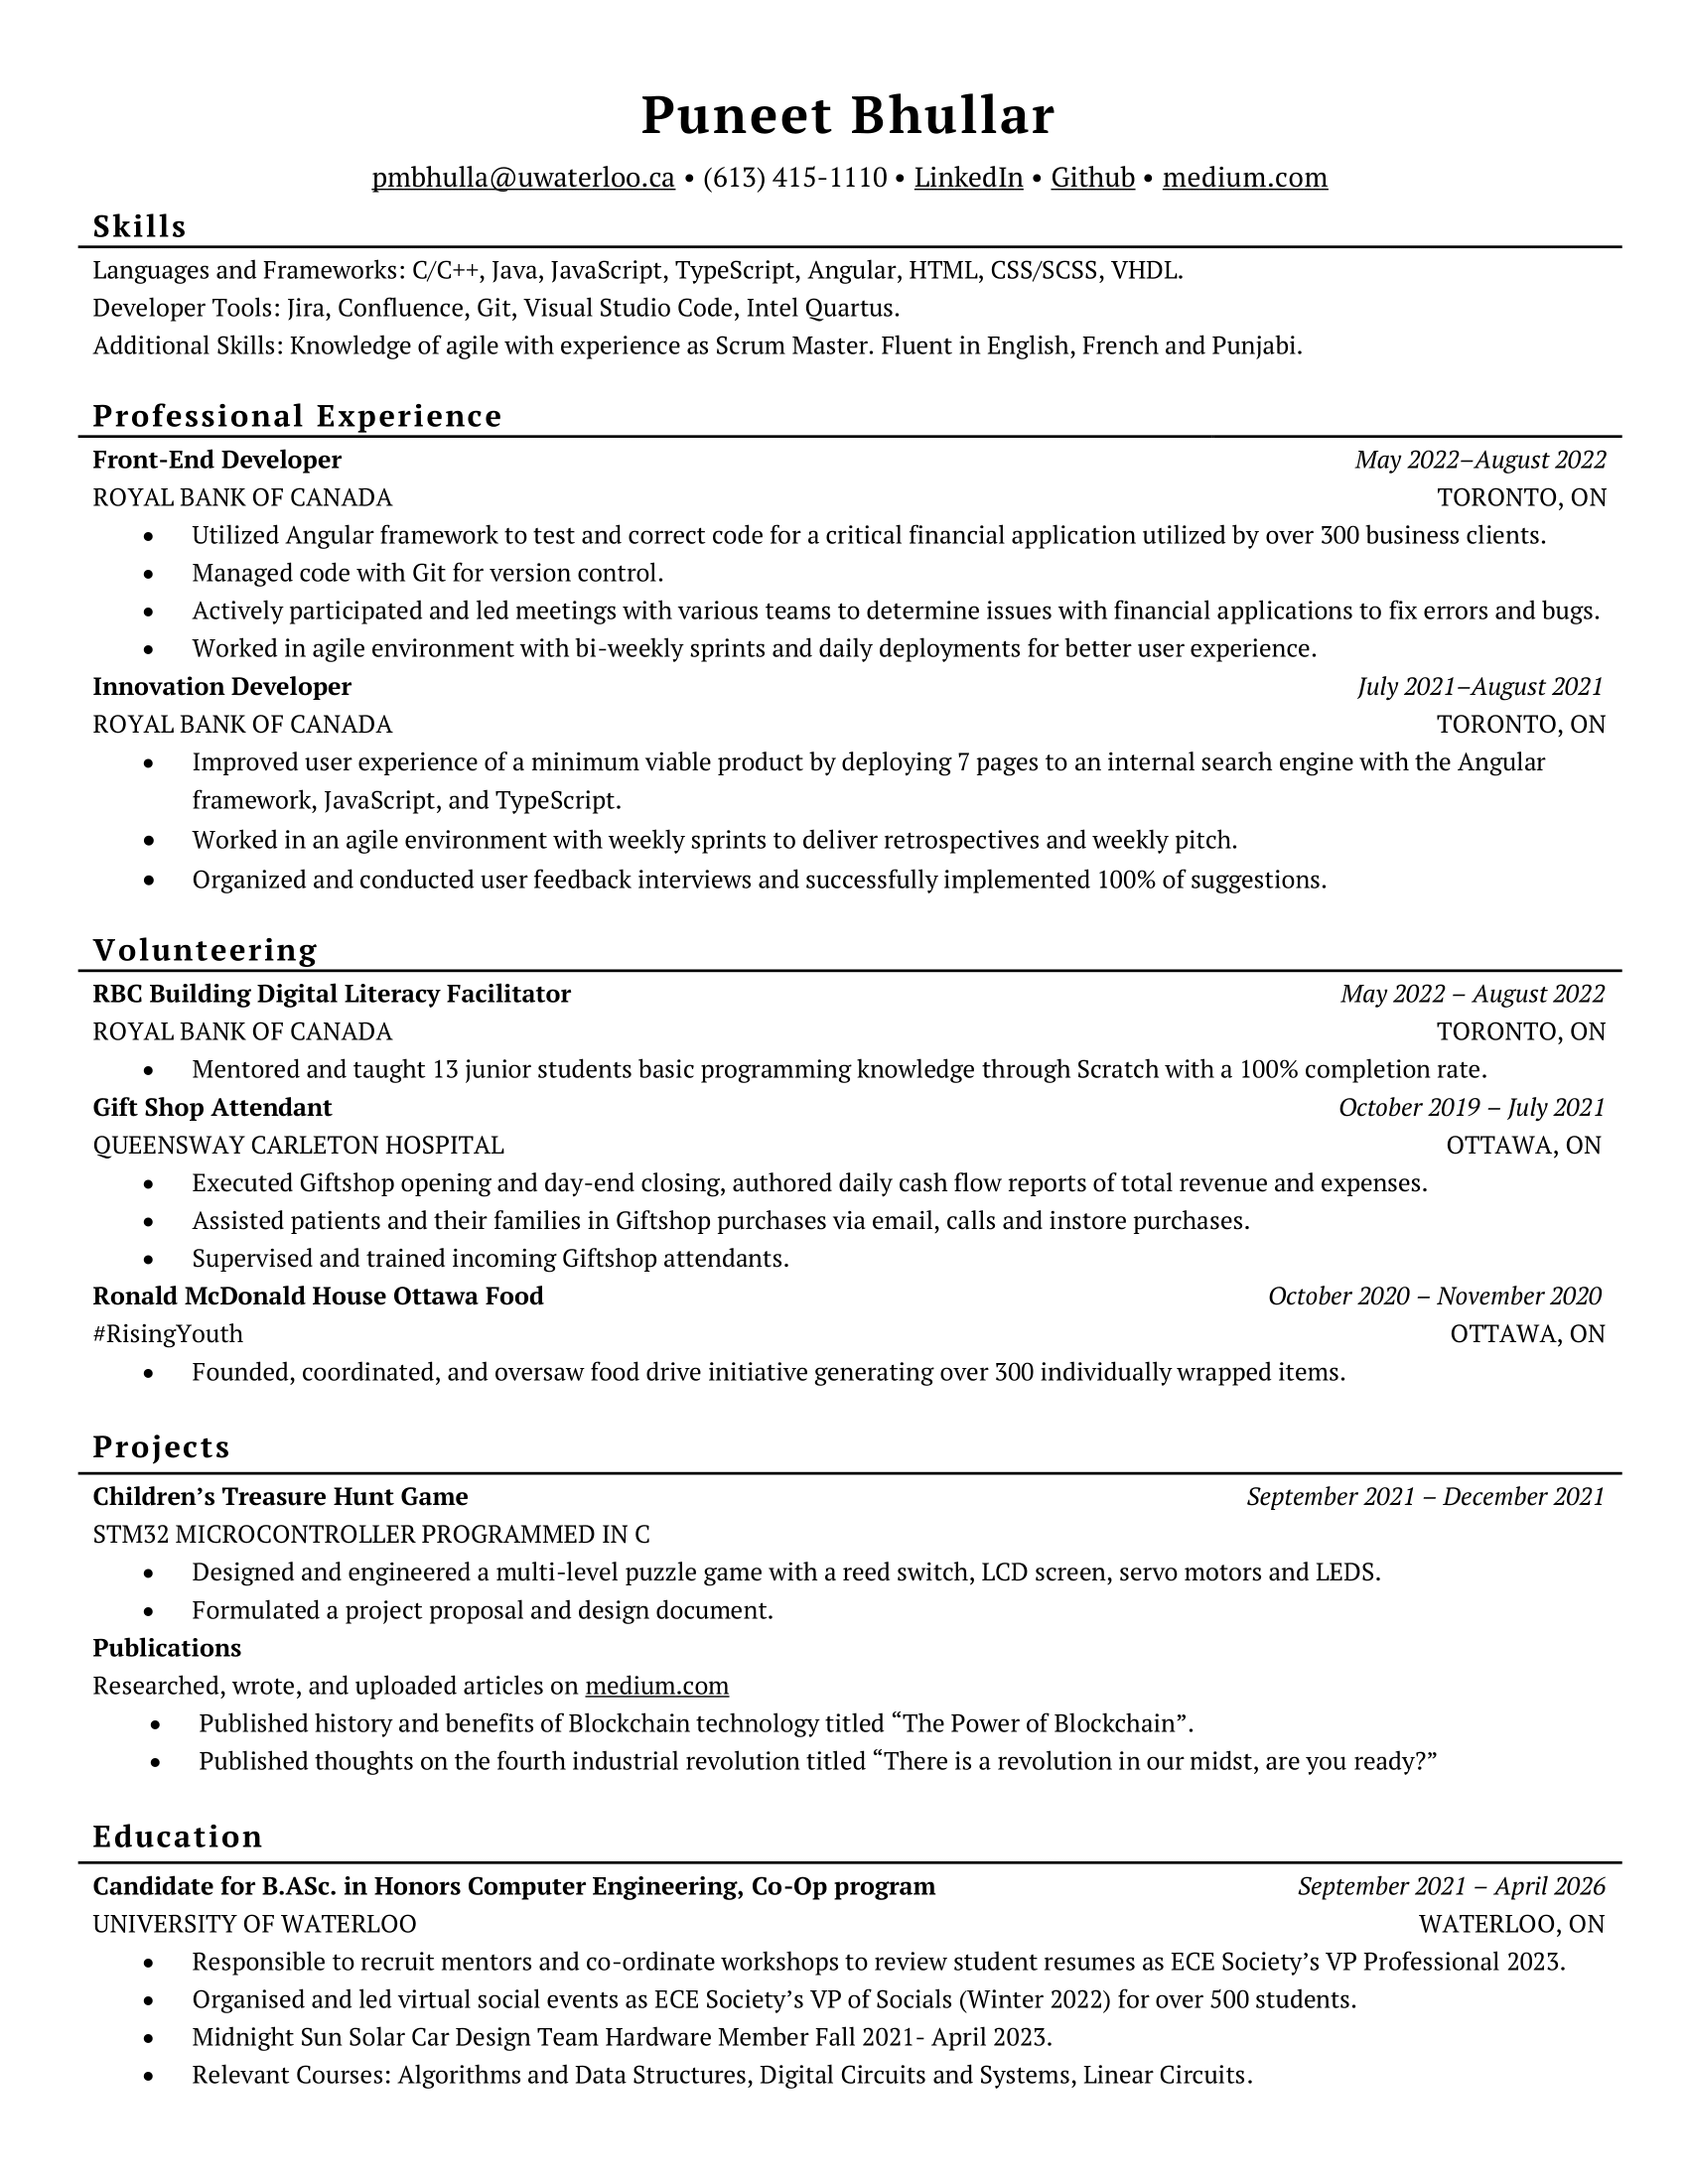 Puneet Bhullar
pmbhulla@uwaterloo.ca • (613) 415-1110 • LinkedIn • Github • medium.com
Skills
Languages and Frameworks: C/C++, Java, JavaScript, TypeScript, Angular, HTML, CSS/SCSS, VHDL.
Developer Tools: Jira, Confluence, Git, Visual Studio Code, Intel Quartus.
Additional Skills: Knowledge of agile with experience as Scrum Master. Fluent in English, French and Punjabi.
Professional Experience
Front-End Developer May 2022–August 2022
ROYAL BANK OF CANADA TORONTO, ON
• Utilized Angular framework to test and correct code for a critical financial application utilized by over 300 business clients.
• Managed code with Git for version control.
• Actively participated and led meetings with various teams to determine issues with financial applications to fix errors and bugs.
• Worked in agile environment with bi-weekly sprints and daily deployments for better user experience.
Innovation Developer July 2021–August 2021
ROYAL BANK OF CANADA TORONTO, ON
• Improved user experience of a minimum viable product by deploying 7 pages to an internal search engine with the Angular
framework, JavaScript, and TypeScript.
• Worked in an agile environment with weekly sprints to deliver retrospectives and weekly pitch.
• Organized and conducted user feedback interviews and successfully implemented 100% of suggestions.
Volunteering
RBC Building Digital Literacy Facilitator May 2022 – August 2022
ROYAL BANK OF CANADA TORONTO, ON
• Mentored and taught 13 junior students basic programming knowledge through Scratch with a 100% completion rate.
Gift Shop Attendant October 2019 – July 2021
QUEENSWAY CARLETON HOSPITAL OTTAWA, ON
• Executed Giftshop opening and day-end closing, authored daily cash flow reports of total revenue and expenses.
• Assisted patients and their families in Giftshop purchases via email, calls and instore purchases.
• Supervised and trained incoming Giftshop attendants.
Ronald McDonald House Ottawa Food October 2020 – November 2020
#RisingYouth OTTAWA, ON
• Founded, coordinated, and oversaw food drive initiative generating over 300 individually wrapped items.
Projects
Children’s Treasure Hunt Game September 2021 – December 2021
STM32 MICROCONTROLLER PROGRAMMED IN C
• Designed and engineered a multi-level puzzle game with a reed switch, LCD screen, servo motors and LEDS.
• Formulated a project proposal and design document.
Publications
Researched, wrote, and uploaded articles on medium.com
• Published history and benefits of Blockchain technology titled “The Power of Blockchain”.
• Published thoughts on the fourth industrial revolution titled “There is a revolution in our midst, are you ready?”
Education
Candidate for B.ASc. in Honors Computer Engineering, Co-Op program September 2021 – April 2026
UNIVERSITY OF WATERLOO WATERLOO, ON
• Responsible to recruit mentors and co-ordinate workshops to review student resumes as ECE Society’s VP Professional 2023.
• Organised and led virtual social events as ECE Society’s VP of Socials (Winter 2022) for over 500 students.
• Midnight Sun Solar Car Design Team Hardware Member Fall 2021- April 2023.
• Relevant Courses: Algorithms and Data Structures, Digital Circuits and Systems, Linear Circuits.